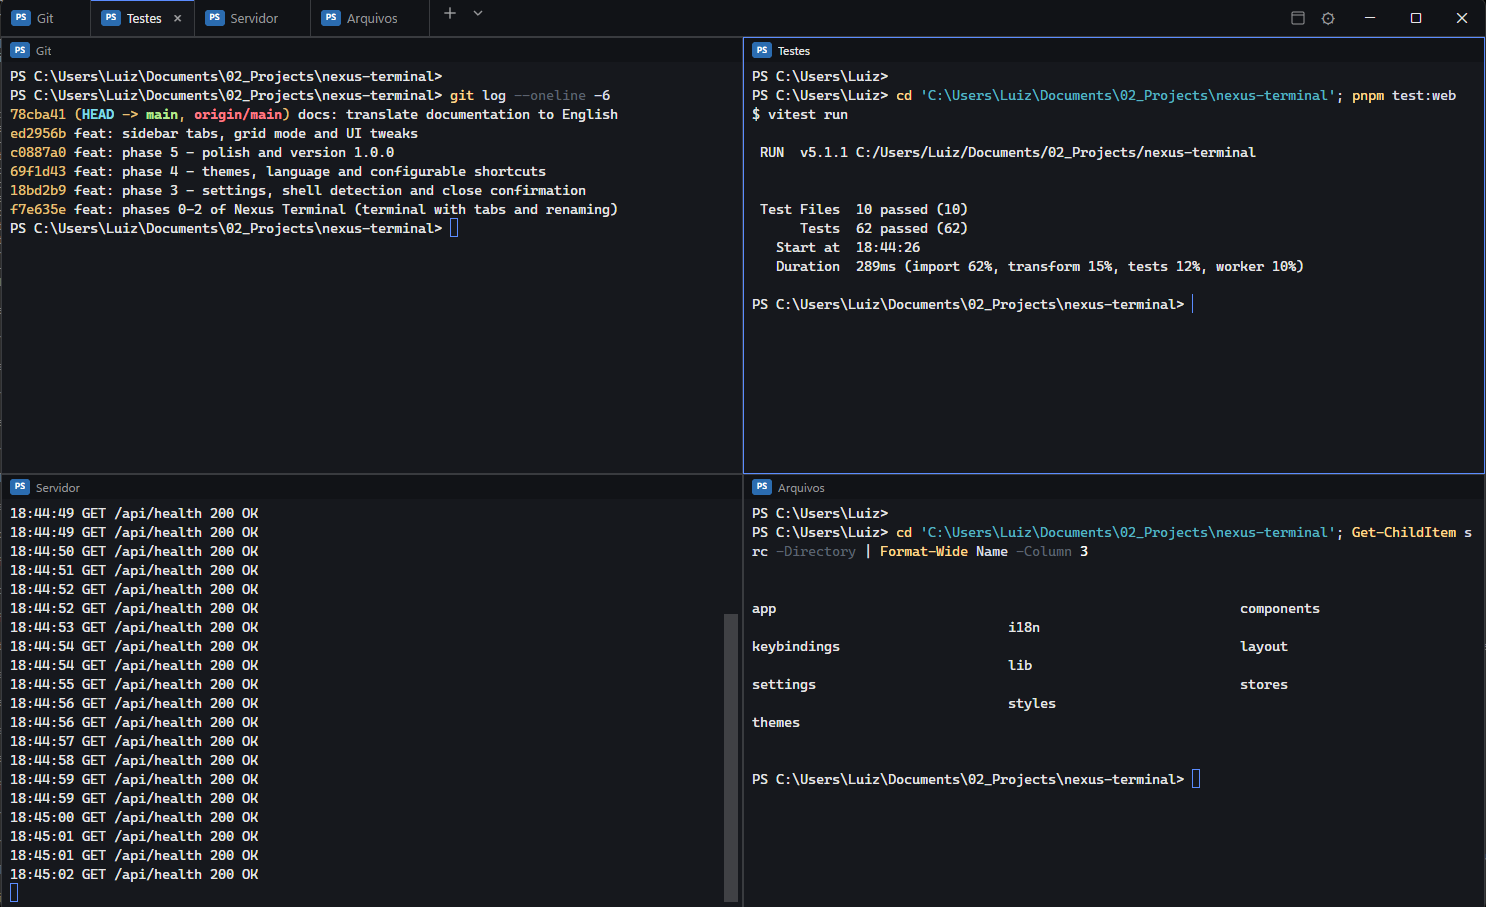 PS Git
PS Testes ×
PS Servidor
PS Arquivos
PS Git
PS C:\Users\Luiz\Documents\02_Projects\nexus-terminal>
PS C:\Users\Luiz\Documents\02_Projects\nexus-terminal> git log --oneline -6
78cba41 (HEAD -> main, origin/main) docs: translate documentation to English
ed2956b feat: sidebar tabs, grid mode and UI tweaks
c0887a0 feat: phase 5 - polish and version 1.0.0
69f1d43 feat: phase 4 - themes, language and configurable shortcuts
18bd2b9 feat: phase 3 - settings, shell detection and close confirmation
f7e635e feat: phases 0-2 of Nexus Terminal (terminal with tabs and renaming)
PS C:\Users\Luiz\Documents\02_Projects\nexus-terminal>
PS Testes
PS C:\Users\Luiz>
PS C:\Users\Luiz> cd 'C:\Users\Luiz\Documents\02_Projects\nexus-terminal'; pnpm test:web
$ vitest run
RUN v5.1.1 C:/Users/Luiz/Documents/02_Projects/nexus-terminal
Test Files 10 passed (10)
Tests 62 passed (62)
Start at 18:44:26
Duration 289ms (import 62%, transform 15%, tests 12%, worker 10%)
PS C:\Users\Luiz\Documents\02_Projects\nexus-terminal>
PS Servidor
18:44:49 GET /api/health 200 OK
18:44:49 GET /api/health 200 OK
18:44:50 GET /api/health 200 OK
18:44:51 GET /api/health 200 OK
18:44:52 GET /api/health 200 OK
18:44:52 GET /api/health 200 OK
18:44:53 GET /api/health 200 OK
18:44:54 GET /api/health 200 OK
18:44:54 GET /api/health 200 OK
18:44:55 GET /api/health 200 OK
18:44:56 GET /api/health 200 OK
18:44:56 GET /api/health 200 OK
18:44:57 GET /api/health 200 OK
18:44:58 GET /api/health 200 OK
18:44:59 GET /api/health 200 OK
18:44:59 GET /api/health 200 OK
18:45:00 GET /api/health 200 OK
18:45:01 GET /api/health 200 OK
18:45:01 GET /api/health 200 OK
18:45:02 GET /api/health 200 OK
PS Arquivos
PS C:\Users\Luiz>
PS C:\Users\Luiz> cd 'C:\Users\Luiz\Documents\02_Projects\nexus-terminal'; Get-ChildItem s
rc -Directory | Format-Wide Name -Column 3
app components
i18n
keybindings layout
lib
settings stores
styles
themes
PS C:\Users\Luiz\Documents\02_Projects\nexus-terminal>